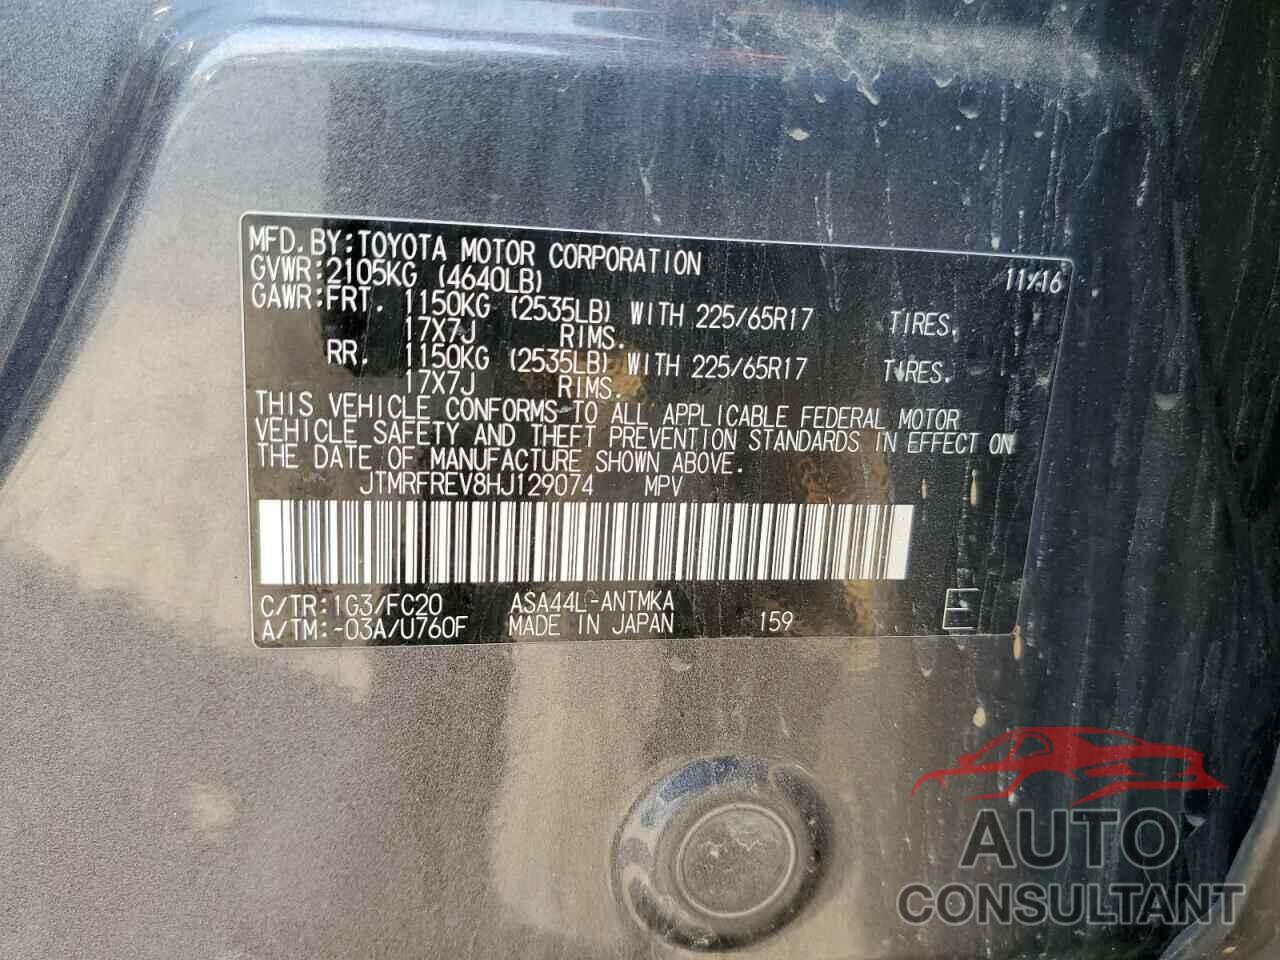 MFD. BY: TOYOTA MOTOR CORPORATION 11/16
GVWR: 2105KG (4640LB)
GAWR: FRT. 1150KG (2535LB) WITH 225/65R17 TIRES,
17X7J RIMS.
RR. 1150KG (2535LB) WITH 225/65R17 TIRES,
17X7J RIMS.
THIS VEHICLE CONFORMS TO ALL APPLICABLE FEDERAL MOTOR
VEHICLE SAFETY AND THEFT PREVENTION STANDARDS IN EFFECT ON
THE DATE OF MANUFACTURE SHOWN ABOVE.
JTMRFREV8HJ129074 MPV
C/TR: 1G3/FC20 ASA44L-ANTMKA
A/TM: -03A/U760F MADE IN JAPAN 159 E
AUTO
CONSULTANT